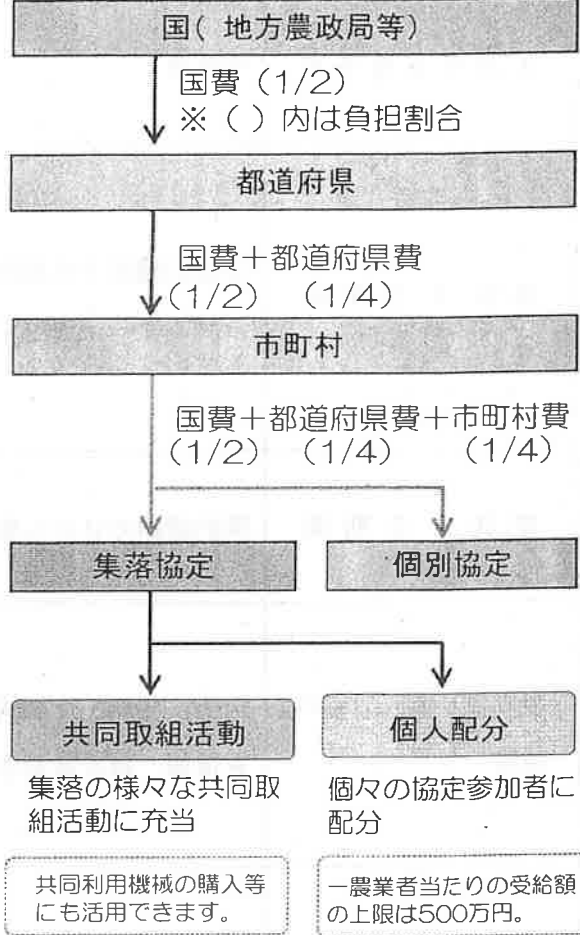 国( 地方農政局等)
国費(1/2)
※( )内は負担割合
都道府県
国費+都道府県費
(1/2) (1/4)
市町村
国費+都道府県費+市町村費
(1/2) (1/4) (1/4)
集落協定 個別協定
共同取組活動
集落の様々な共同取
組活動に充当
共同利用機械の購入等
にも活用できます。
個人配分
個々の協定参加者に
配分
一農業者当たりの受給額
の上限は500万円。